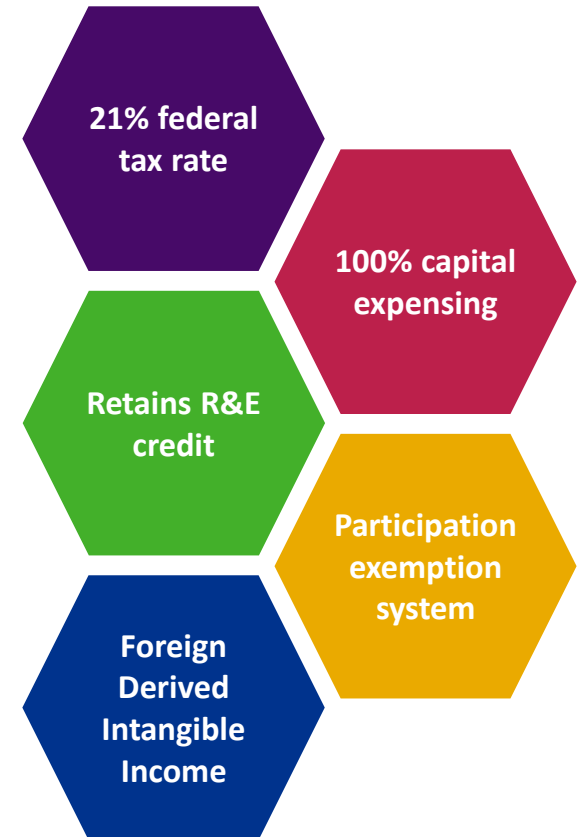 21% federal
tax rate
100% capital
expensing
Retains R&E
credit
Participation
exemption
system
Foreign
Derived
Intangible
Income